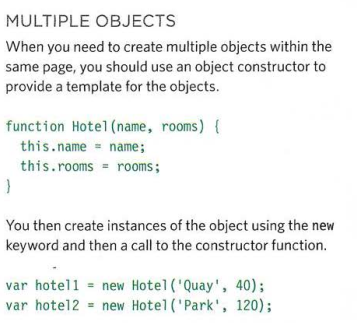 MULTIPLE OBJECTS
When you need to create multiple objects within the
same page, you should use an object constructor to
provide a template for the objects.
function Hotel(name, rooms) {
this.name = name;
this.rooms = rooms;
}
You then create instances of the object using the new
keyword and then a call to the constructor function.
var hotel1 = new Hotel('Quay', 40);
var hotel2 = new Hotel('Park', 120);